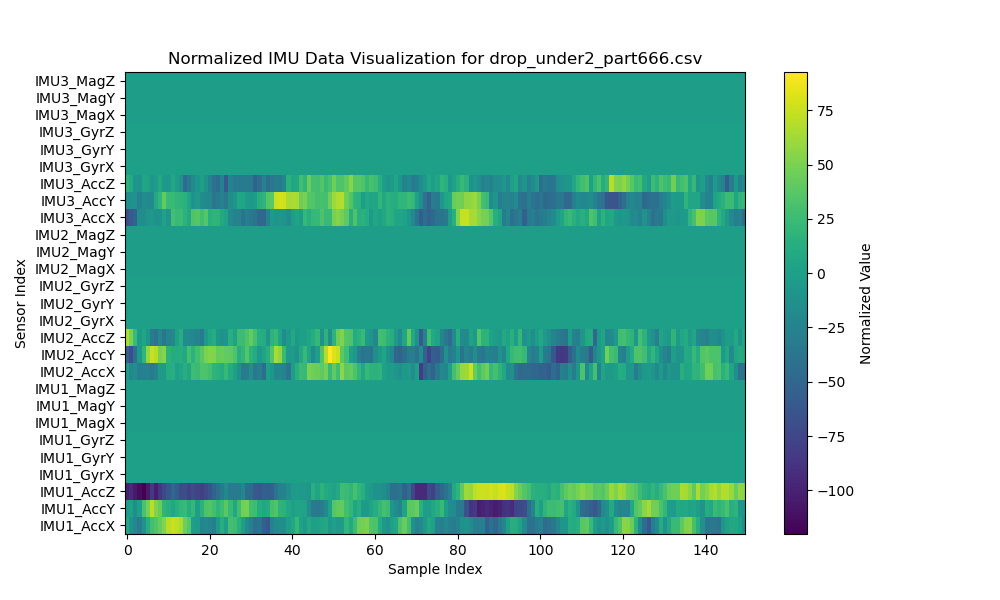 Normalized IMU Data Visualization for drop_under2_part666.csv
Sensor Index
IMU3_MagZ
IMU3_MagY
IMU3_MagX
IMU3_GyrZ
IMU3_GyrY
IMU3_GyrX
IMU3_AccZ
IMU3_AccY
IMU3_AccX
IMU2_MagZ
IMU2_MagY
IMU2_MagX
IMU2_GyrZ
IMU2_GyrY
IMU2_GyrX
IMU2_AccZ
IMU2_AccY
IMU2_AccX
IMU1_MagZ
IMU1_MagY
IMU1_MagX
IMU1_GyrZ
IMU1_GyrY
IMU1_GyrX
IMU1_AccZ
IMU1_AccY
IMU1_AccX
0 20 40 60 80 100 120 140
Sample Index
75
50
25
0
−25
−50
−75
−100
Normalized Value